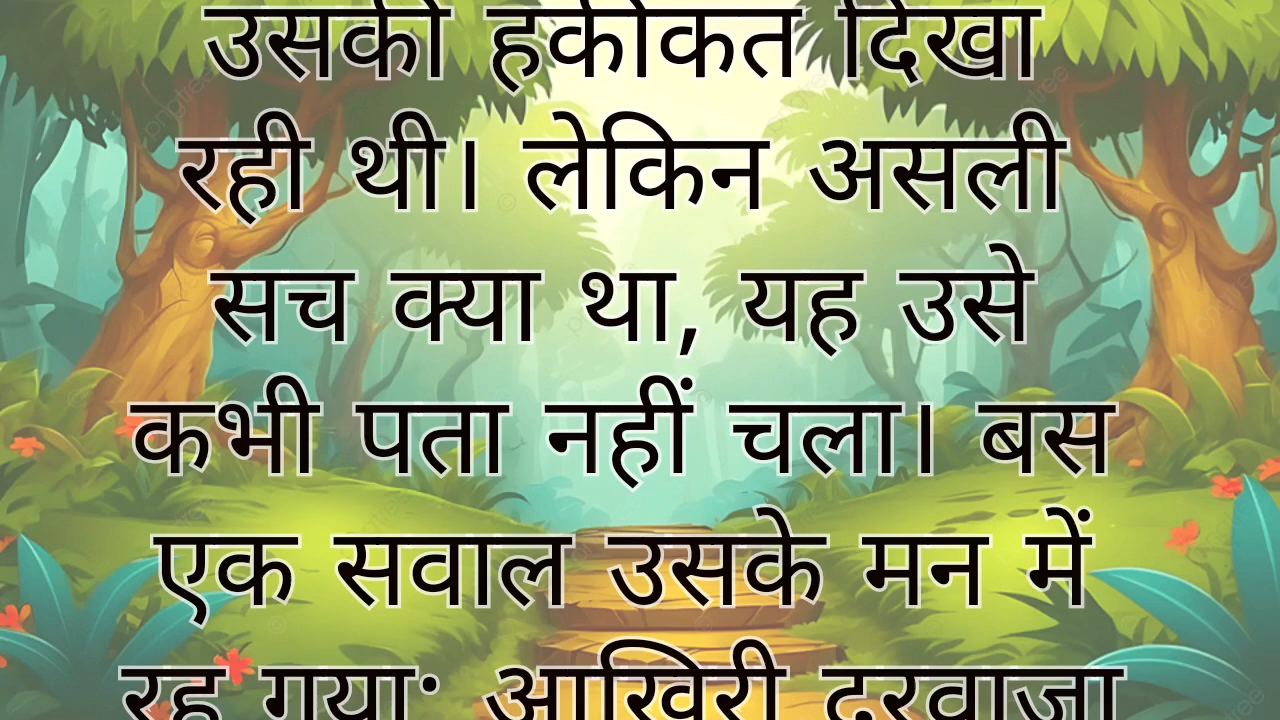 उसकी हकीकत दिखा
रही थी। लेकिन असली
सच क्या था, यह उसे
कभी पता नहीं चला। बस
एक सवाल उसके मन में
रह गया: आखिरी दरवाजा